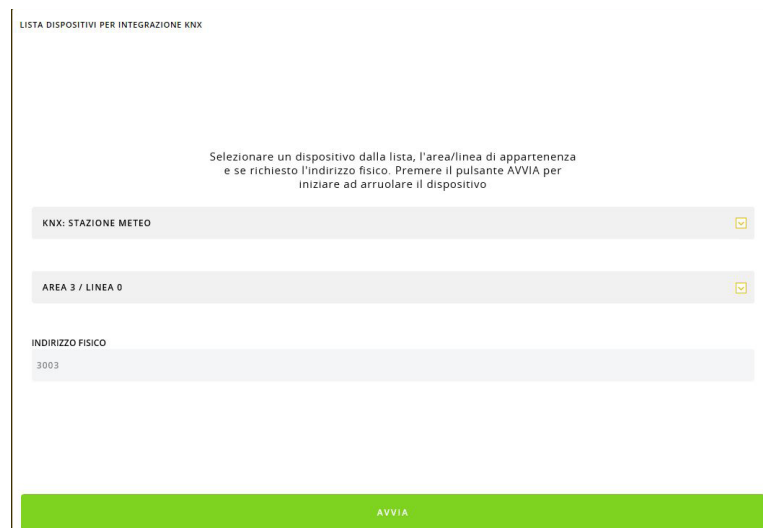 LISTA DISPOSITIVI PER INTEGRAZIONE KNX
Selezionare un dispositivo dalla lista, l'area/linea di appartenenza
e se richiesto l'indirizzo fisico. Premere il pulsante AVVIA per
iniziare ad arruolare il dispositivo
KNX: STAZIONE METEO
AREA 3 / LINEA 0
INDIRIZZO FISICO
3003
AVVIA